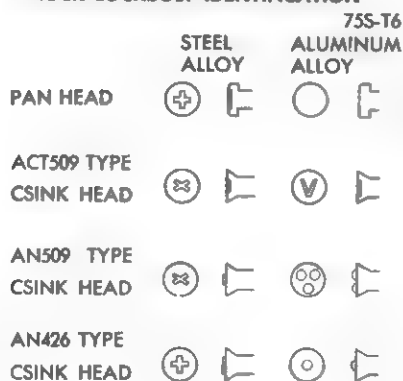 75S-T6
STEEL ALUMINUM
ALLOY ALLOY
PAN HEAD
ACT509 TYPE
CSINK HEAD
V
AN509 TYPE
CSINK HEAD
AN426 TYPE
CSINK HEAD